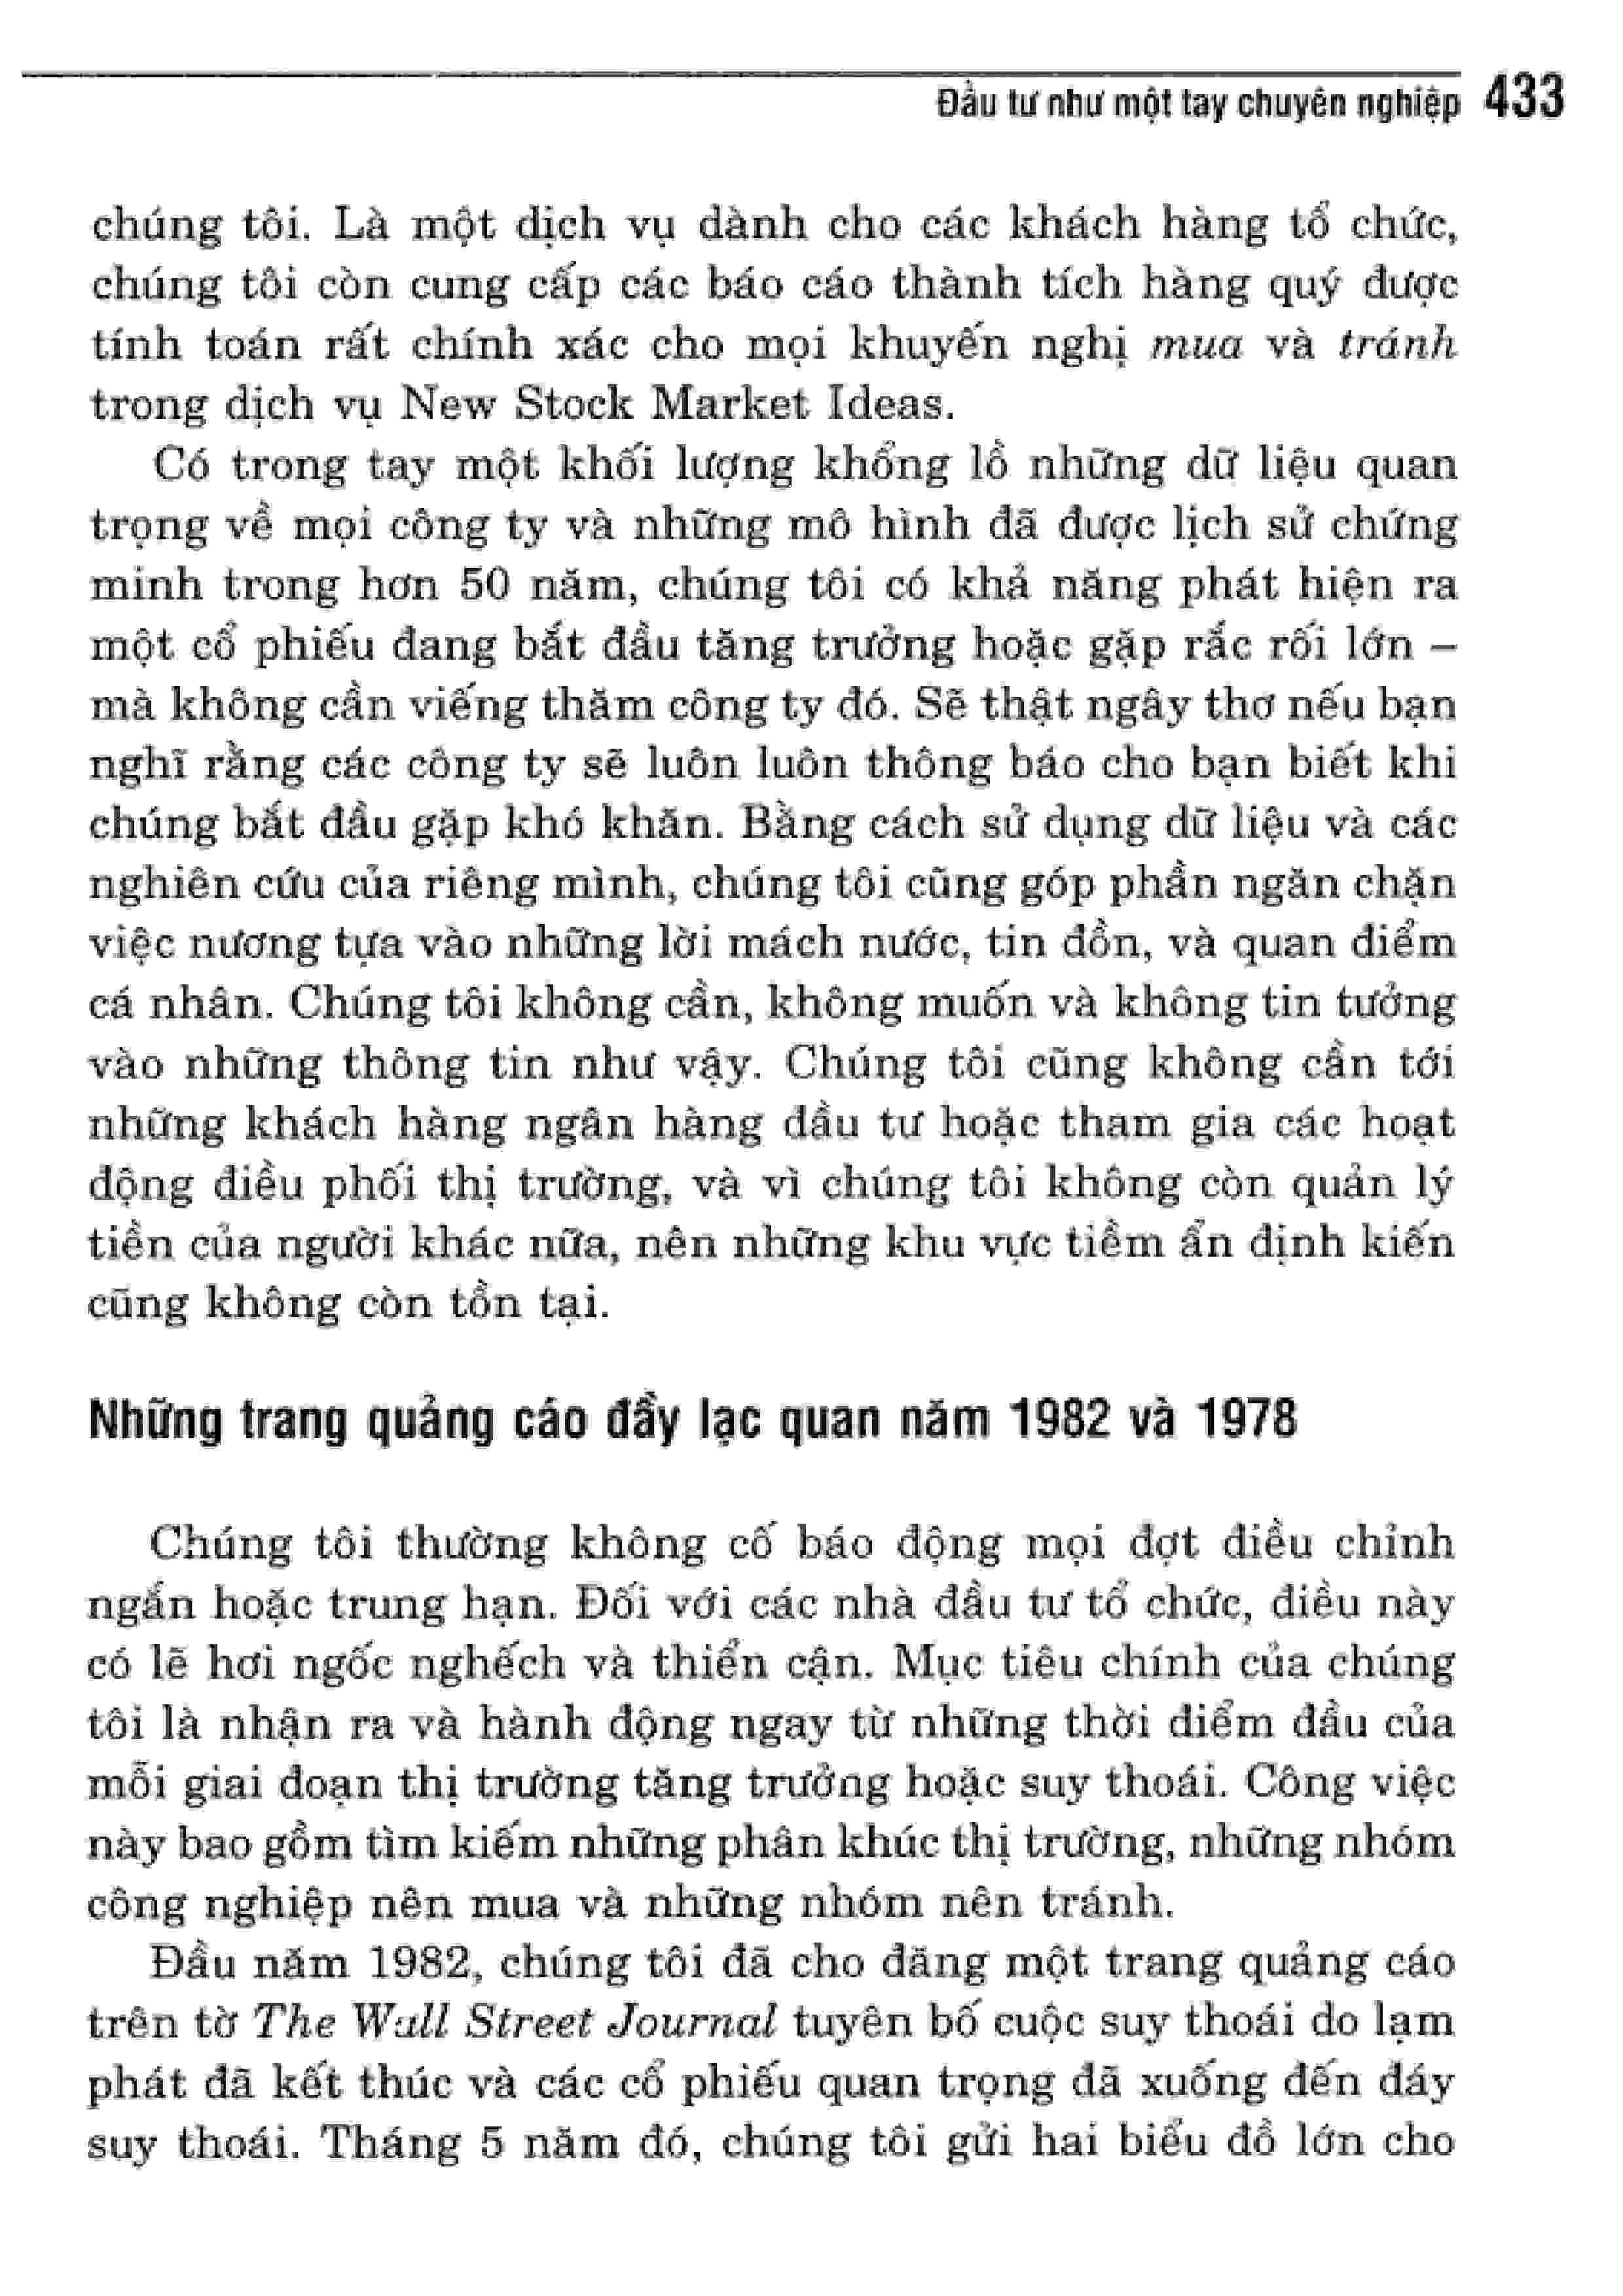 Đầu tư như một tay chuyên nghiệp 433
chúng tôi. Là một dịch vụ dành cho các khách hàng tổ chức,
chúng tôi còn cung cấp các báo cáo thành tích hàng quý được
tính toán rất chính xác cho mọi khuyến nghị mua và tránh
trong dịch vụ New Stock Market Ideas.
Có trong tay một khối lượng khổng lồ những dữ liệu quan
trọng về mọi công ty và những mô hình đã được lịch sử chứng
minh trong hơn 50 năm, chúng tôi có khả năng phát hiện ra
một cổ phiếu đang bắt đầu tăng trưởng hoặc gặp rắc rối lớn –
mà không cần viếng thăm công ty đó. Sẽ thật ngây thơ nếu bạn
nghĩ rằng các công ty sẽ luôn luôn thông báo cho bạn biết khi
chúng bắt đầu gặp khó khăn. Bằng cách sử dụng dữ liệu và các
nghiên cứu của riêng mình, chúng tôi cũng góp phần ngăn chặn
việc nương tựa vào những lời mách nước, tin đồn, và quan điểm
cá nhân. Chúng tôi không cần, không muốn và không tin tưởng
vào những thông tin như vậy. Chúng tôi cũng không cần tới
những khách hàng ngân hàng đầu tư hoặc tham gia các hoạt
động điều phối thị trường, và vì chúng tôi không còn quản lý
tiền của người khác nữa, nên những khu vực tiềm ẩn định kiến
cũng không còn tồn tại.
Những trang quảng cáo đầy lạc quan năm 1982 và 1978
Chúng tôi thường không cố báo động mọi đợt điều chỉnh
ngắn hoặc trung hạn. Đối với các nhà đầu tư tổ chức, điều này
có lẽ hơi ngốc nghếch và thiển cận. Mục tiêu chính của chúng
tôi là nhận ra và hành động ngay từ những thời điểm đầu của
mỗi giai đoạn thị trường tăng trưởng hoặc suy thoái. Công việc
này bao gồm tìm kiếm những phân khúc thị trường, những nhóm
công nghiệp nên mua và những nhóm nên tránh.
Đầu năm 1982, chúng tôi đã cho đăng một trang quảng cáo
trên tờ The Wall Street Journal tuyên bố cuộc suy thoái do lạm
phát đã kết thúc và các cổ phiếu quan trọng đã xuống đến đáy
suy thoái. Tháng 5 năm đó, chúng tôi gửi hai biểu đồ lớn cho